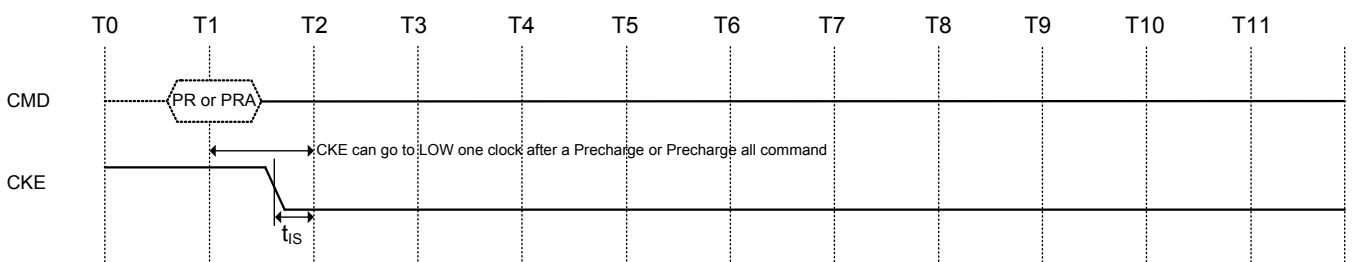 T0 T1 T2 T3 T4 T5 T6 T7 T8 T9 T10 T11
CMD PR or PRA
CKE can go to LOW one clock after a Precharge or Precharge all command
CKE
tIS